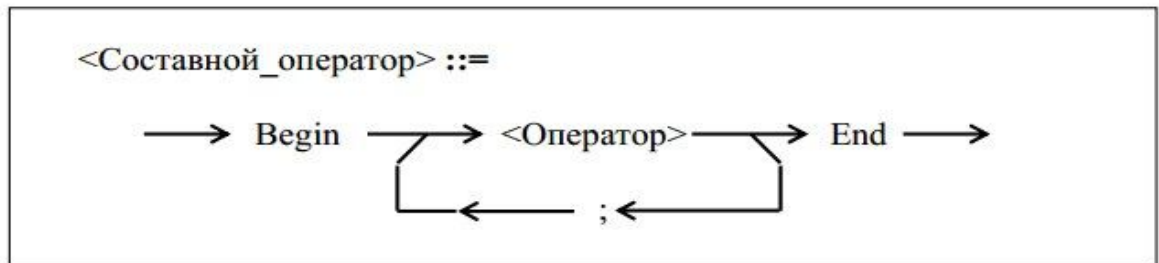 <Составной_оператор> ::=
Begin <Оператор> End
;